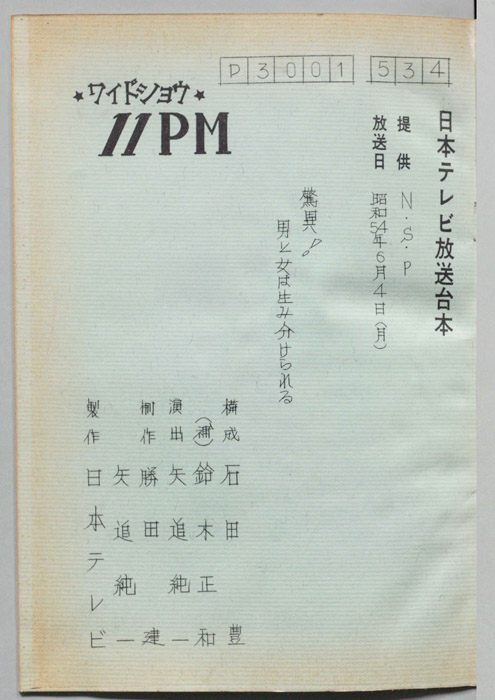 P3001 534
★ワイドショウ★
11PM
日本テレビ放送台本
提供 N.S.P
放送日 昭和54年6月4日(月)
驚異!
男と女は生み分けられる
構成 石田豊
(補) 鈴木正和
演出 矢追純一
制作 勝田建
矢追純一
製作 日本テレビ